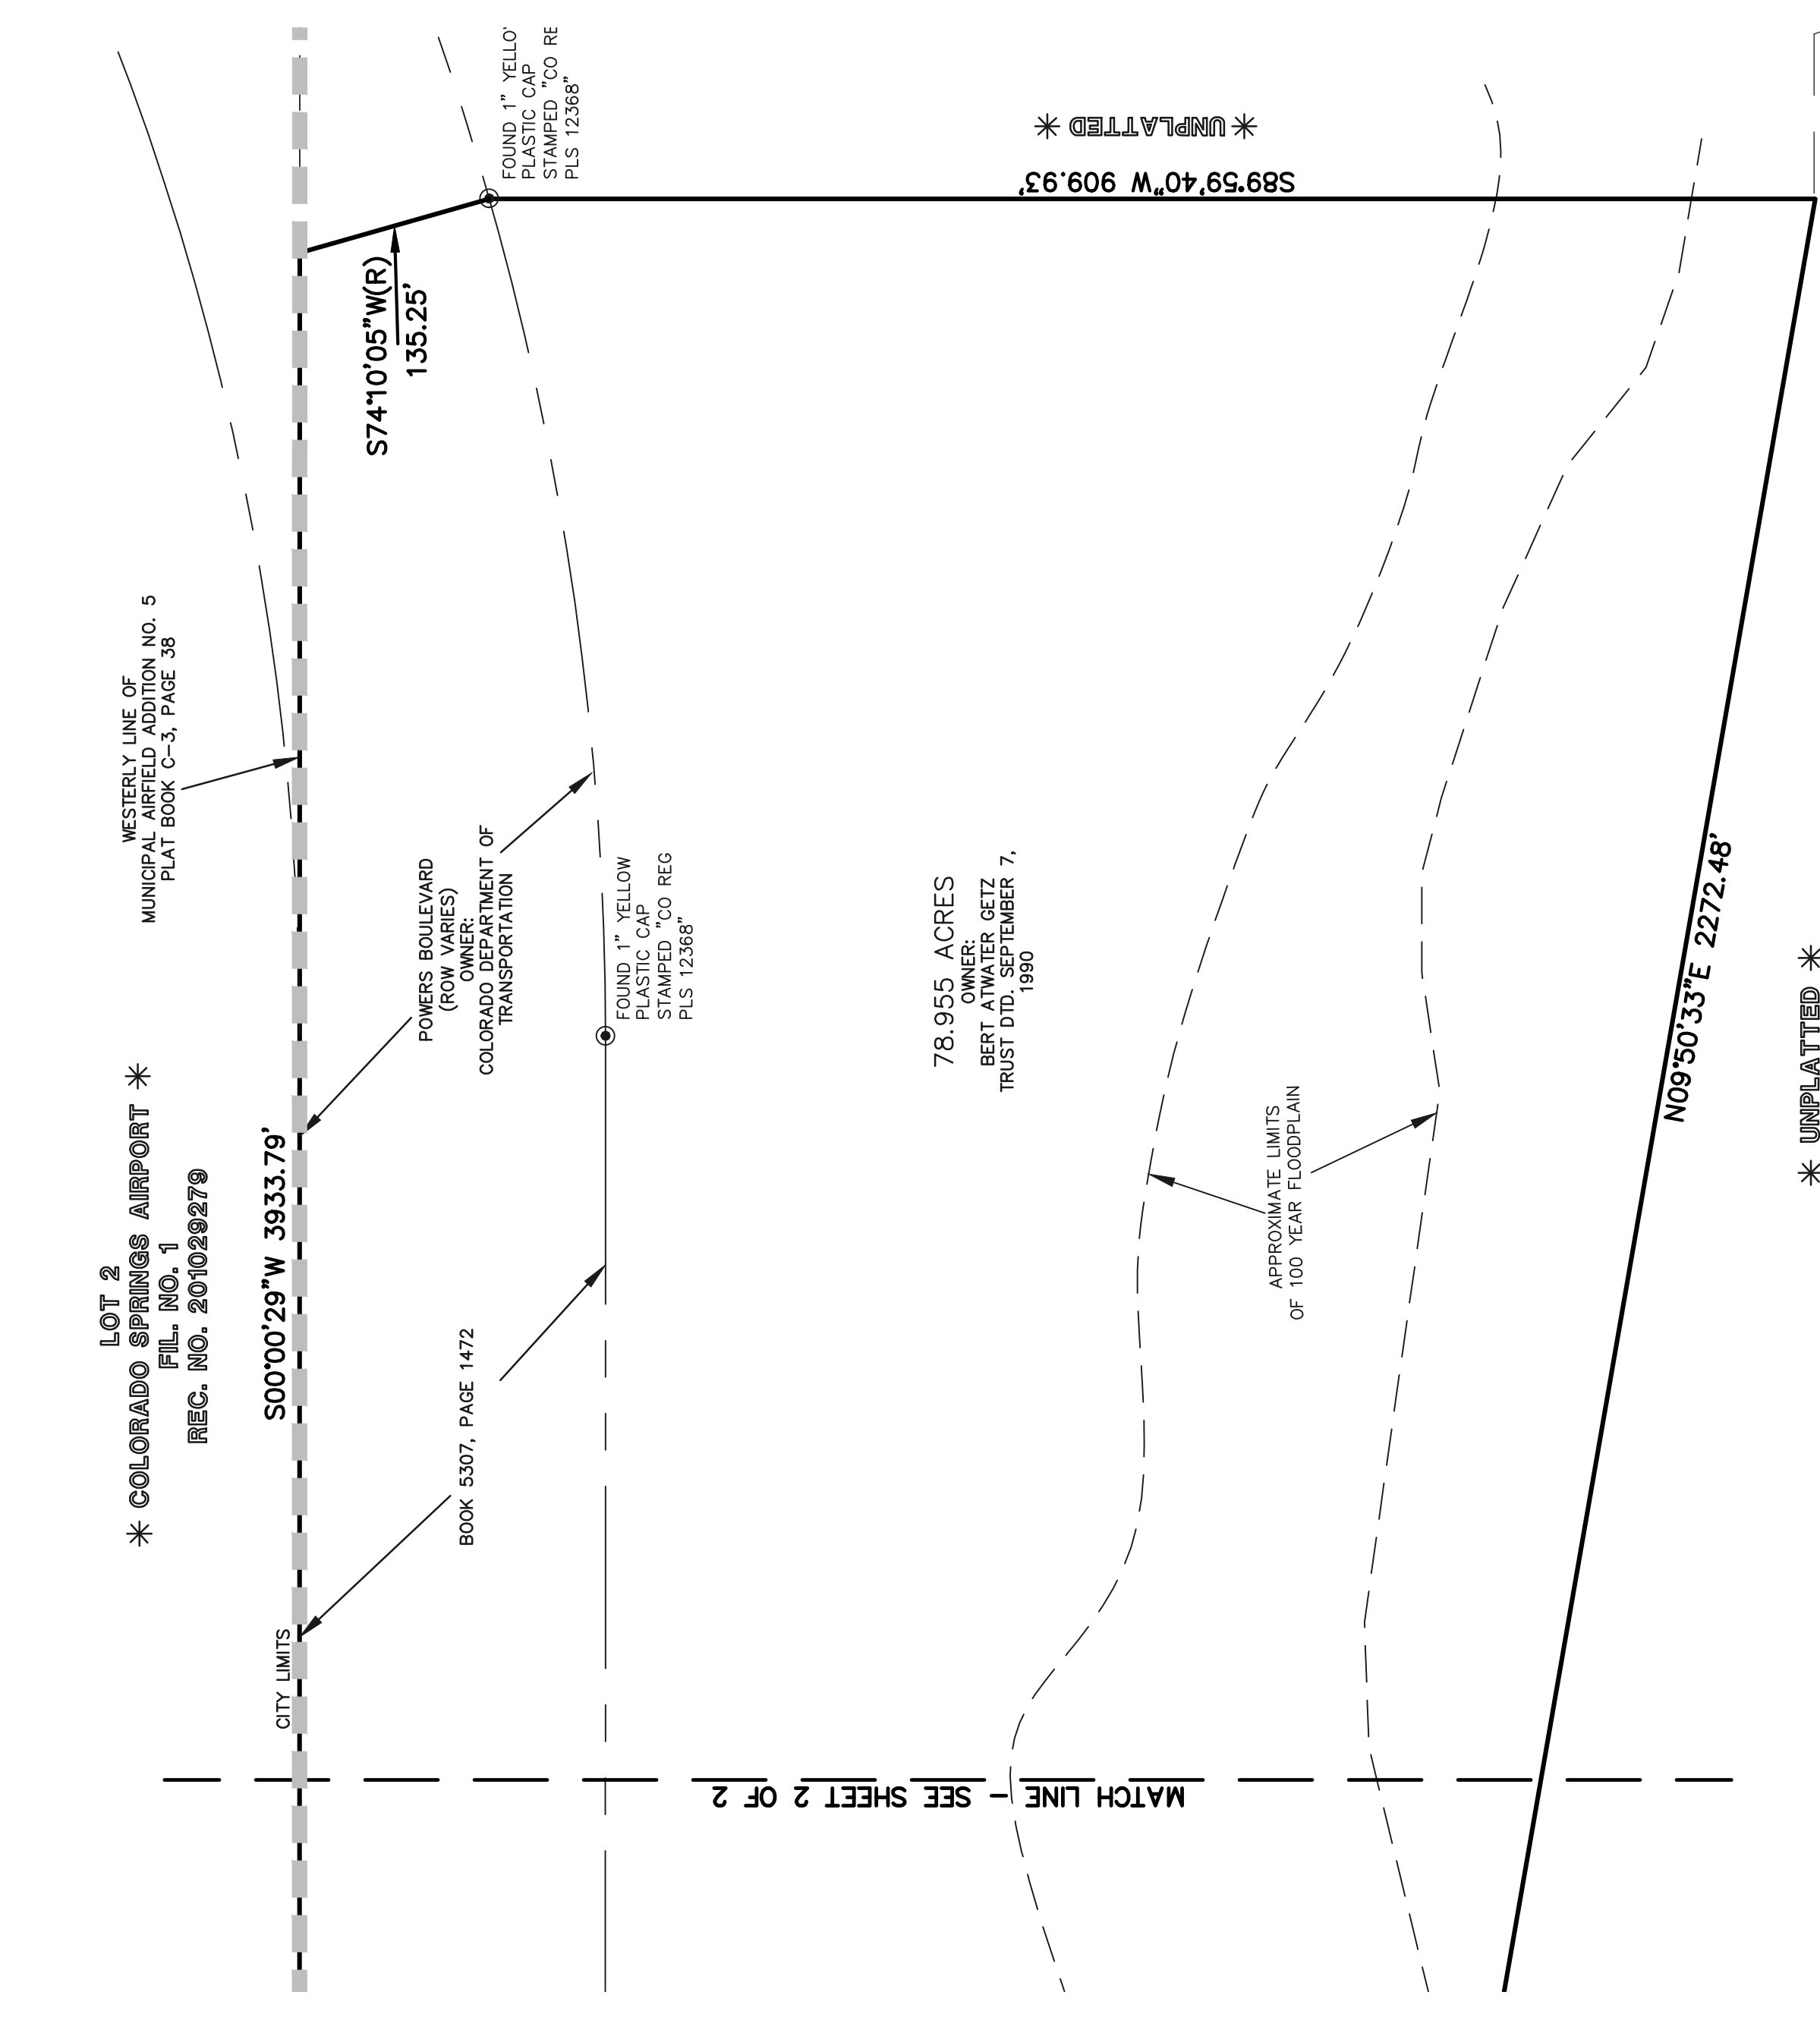 FOUND 1" YELLO
PLASTIC CAP
STAMPED "CO RE
PLS 12368"
✳ UNPLATTED ✳
S89°59'40"W 909.93'
S74°10'05"W(R)
135.25'
WESTERLY LINE OF
MUNICIPAL AIRFIELD ADDITION NO. 5
PLAT BOOK C-3, PAGE 38
POWERS BOULEVARD
(ROW VARIES)
OWNER:
COLORADO DEPARTMENT OF
TRANSPORTATION
FOUND 1" YELLOW
PLASTIC CAP
STAMPED "CO REG
PLS 12368"
78.955 ACRES
OWNER:
BERT ATWATER GETZ
TRUST DTD. SEPTEMBER 7,
1990
N09°50'33"E 2272.48'
✳ UNPLATTED ✳
LOT 2
✳ COLORADO SPRINGS AIRPORT ✳
FIL. NO. 1
REC. NO. 201029279
S00°00'29"W 3933.79'
APPROXIMATE LIMITS
OF 100 YEAR FLOODPLAIN
BOOK 5307, PAGE 1472
CITY LIMITS
MATCH LINE - SEE SHEET 2 OF 2